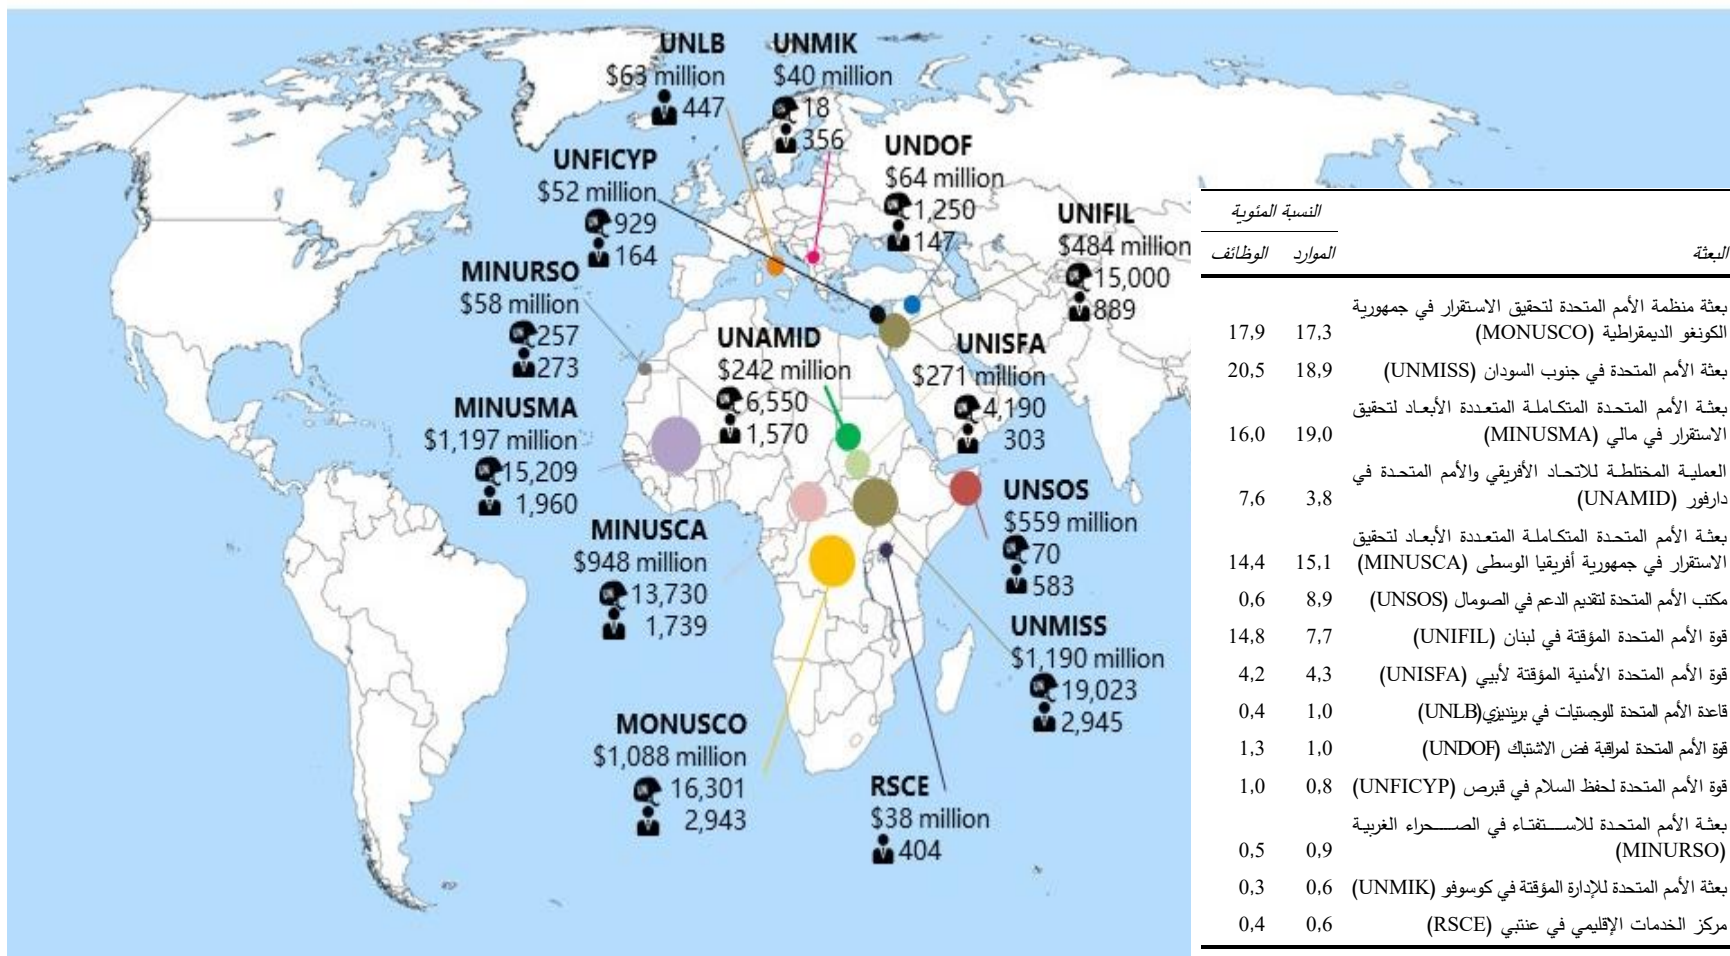 UNLB
$63 million
447
UNMIK
$40 million
18
356
UNFICYP
$52 million
929
164
UNDOF
$64 million
1,250
147
UNIFIL
$484 million
15,000
889
MINURSO
$58 million
257
273
UNAMID
$242 million
6,550
1,570
UNISFA
$271 million
4,190
303
MINUSMA
$1,197 million
15,209
1,960
UNSOS
$559 million
70
583
MINUSCA
$948 million
13,730
1,739
UNMISS
$1,190 million
19,023
2,945
MONUSCO
$1,088 million
16,301
2,943
RSCE
$38 million
404
النسبة المئوية
البعثة الموارد الوظائف
بعثة منظمة الأمم المتحدة لتحقيق الاستقرار في جمهورية
الكونغو الديمقراطية (MONUSCO) 17,3 17,9
بعثة الأمم المتحدة في جنوب السودان (UNMISS) 18,9 20,5
بعثة الأمم المتحدة المتكاملة المتعددة الأبعاد لتحقيق
الاستقرار في مالي (MINUSMA) 19,0 16,0
العملية المختلطة للاتحاد الأفريقي والأمم المتحدة في
دارفور (UNAMID) 3,8 7,6
بعثة الأمم المتحدة المتكاملة المتعددة الأبعاد لتحقيق
الاستقرار في جمهورية أفريقيا الوسطى (MINUSCA) 15,1 14,4
مكتب الأمم المتحدة لتقديم الدعم في الصومال (UNSOS) 8,9 0,6
قوة الأمم المتحدة المؤقتة في لبنان (UNIFIL) 7,7 14,8
قوة الأمم المتحدة الأمنية المؤقتة لأبيي (UNISFA) 4,3 4,2
قاعدة الأمم المتحدة للوجستيات في برينديزي(UNLB) 1,0 0,4
قوة الأمم المتحدة لمراقبة فض الاشتباك (UNDOF) 1,0 1,3
قوة الأمم المتحدة لحفظ السلام في قبرص (UNFICYP) 0,8 1,0
بعثة الأمم المتحدة للاستفتاء في الصحراء الغربية
(MINURSO) 0,9 0,5
بعثة الأمم المتحدة للإدارة المؤقتة في كوسوفو (UNMIK) 0,6 0,3
مركز الخدمات الإقليمي في عنتبي (RSCE) 0,6 0,4